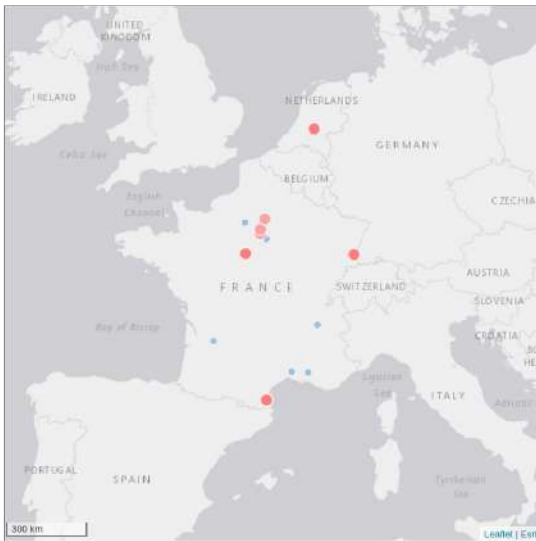 UNITED
KINGDOM
Irish Sea
IRELAND
NETHERLANDS
GERMANY
Celtic Sea
BELGIUM
English
Channel
CZECHIA
FRANCE
SWITZERLAND
AUSTRIA
SLOVENIA
CROATIA
Bay of Biscay
Ligurian
Sea
ITALY
Adriatic
PORTUGAL
SPAIN
Tyrrhenian
Sea
300 km
Leaflet | Esri